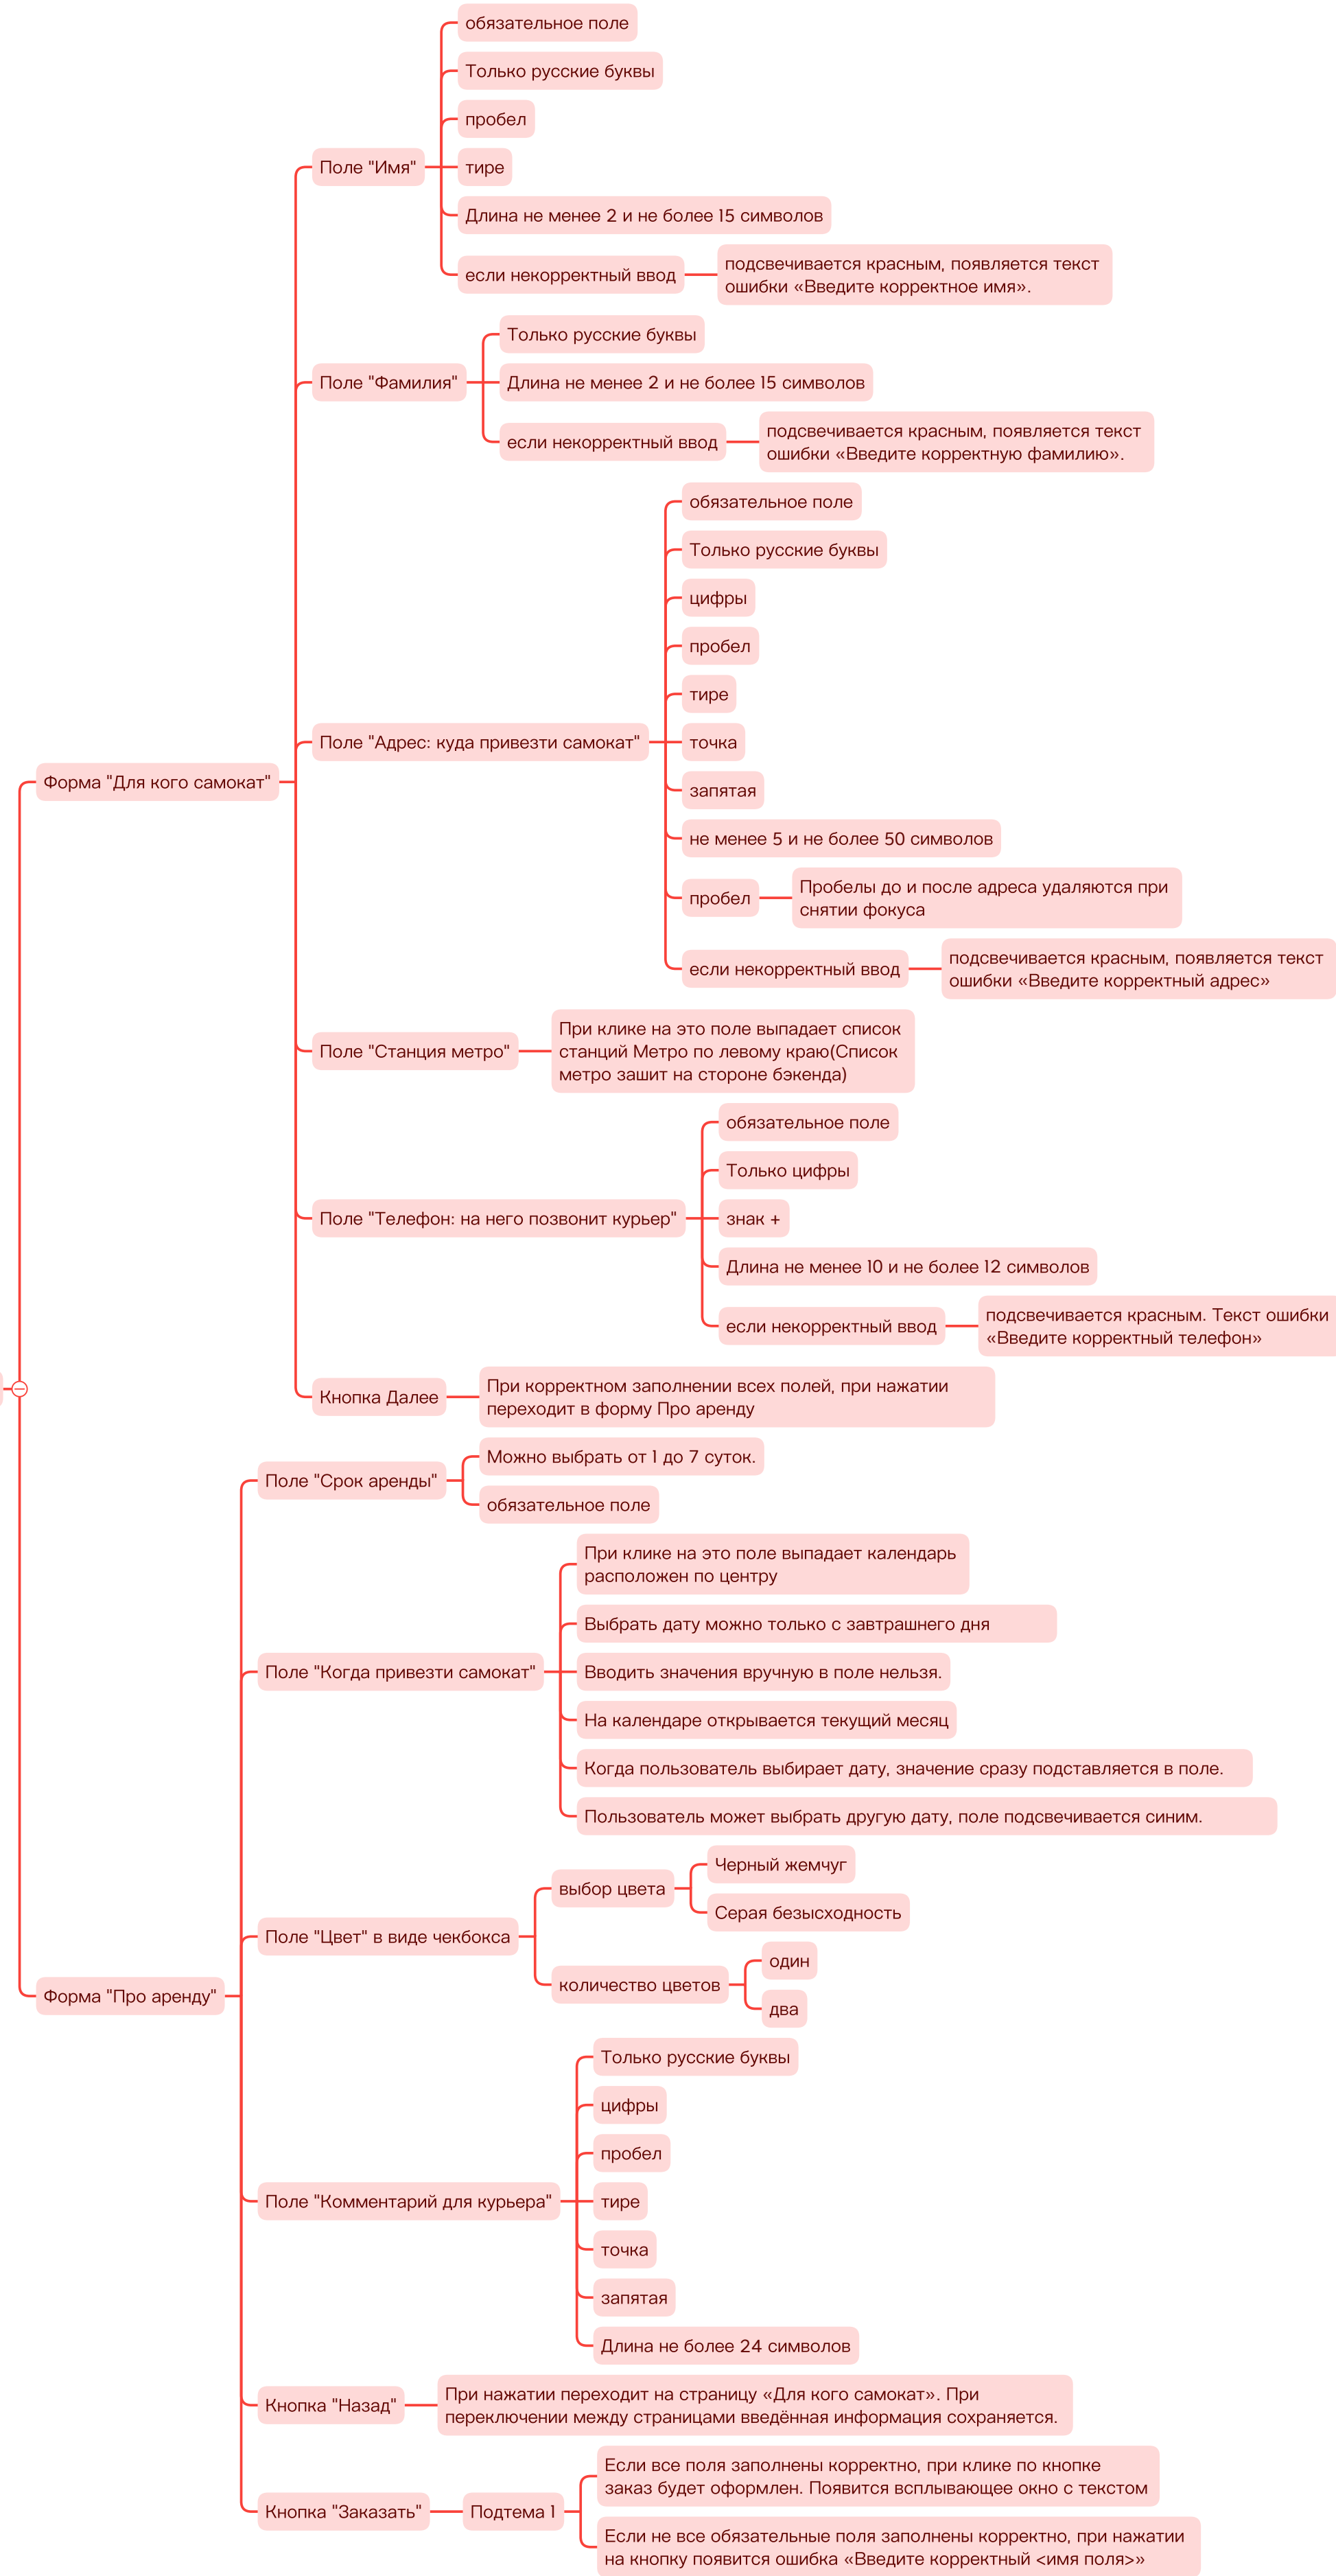 Форма "Для кого самокат"
Поле "Имя"
обязательное поле
Только русские буквы
пробел
тире
Длина не менее 2 и не более 15 символов
если некорректный ввод
подсвечивается красным, появляется текст
ошибки «Введите корректное имя».
Поле "Фамилия"
Только русские буквы
Длина не менее 2 и не более 15 символов
если некорректный ввод
подсвечивается красным, появляется текст
ошибки «Введите корректную фамилию».
Поле "Адрес: куда привезти самокат"
обязательное поле
Только русские буквы
цифры
пробел
тире
точка
запятая
не менее 5 и не более 50 символов
пробел
Пробелы до и после адреса удаляются при
снятии фокуса
если некорректный ввод
подсвечивается красным, появляется текст
ошибки «Введите корректный адрес»
Поле "Станция метро"
При клике на это поле выпадает список
станций Метро по левому краю(Список
метро зашит на стороне бэкенда)
Поле "Телефон: на него позвонит курьер"
обязательное поле
Только цифры
знак +
Длина не менее 10 и не более 12 символов
если некорректный ввод
подсвечивается красным. Текст ошибки
«Введите корректный телефон»
Кнопка Далее
При корректном заполнении всех полей, при нажатии
переходит в форму Про аренду
Форма "Про аренду"
Поле "Срок аренды"
Можно выбрать от 1 до 7 суток.
обязательное поле
Поле "Когда привезти самокат"
При клике на это поле выпадает календарь
расположен по центру
Выбрать дату можно только с завтрашнего дня
Вводить значения вручную в поле нельзя.
На календаре открывается текущий месяц
Когда пользователь выбирает дату, значение сразу подставляется в поле.
Пользователь может выбрать другую дату, поле подсвечивается синим.
Поле "Цвет" в виде чекбокса
выбор цвета
Черный жемчуг
Серая безысходность
количество цветов
один
два
Поле "Комментарий для курьера"
Только русские буквы
цифры
пробел
тире
точка
запятая
Длина не более 24 символов
Кнопка "Назад"
При нажатии переходит на страницу «Для кого самокат». При
переключении между страницами введённая информация сохраняется.
Кнопка "Заказать"
Подтема 1
Если все поля заполнены корректно, при клике по кнопке
заказ будет оформлен. Появится всплывающее окно с текстом
Если не все обязательные поля заполнены корректно, при нажатии
на кнопку появится ошибка «Введите корректный <имя поля>»